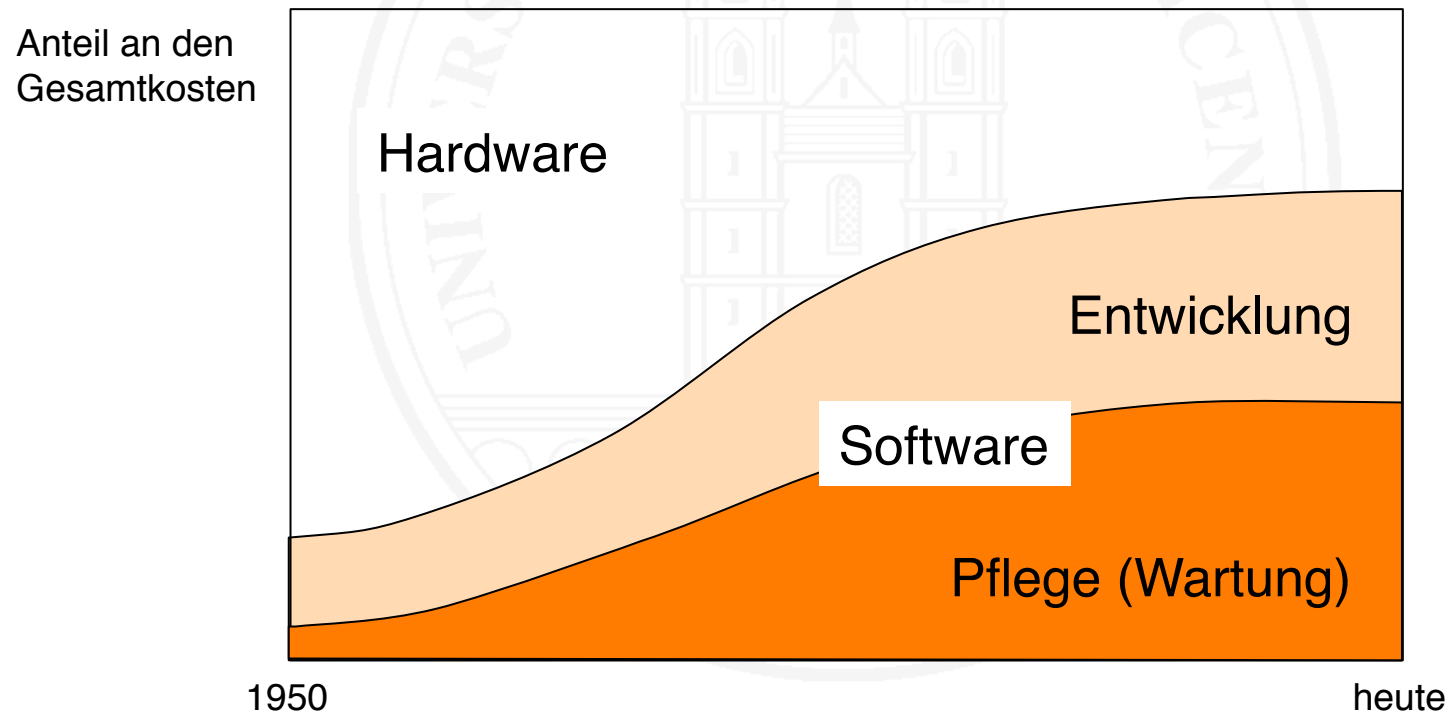 Anteil an den
Gesamtkosten
Hardware
Entwicklung
Software
Pflege (Wartung)
1950
heute